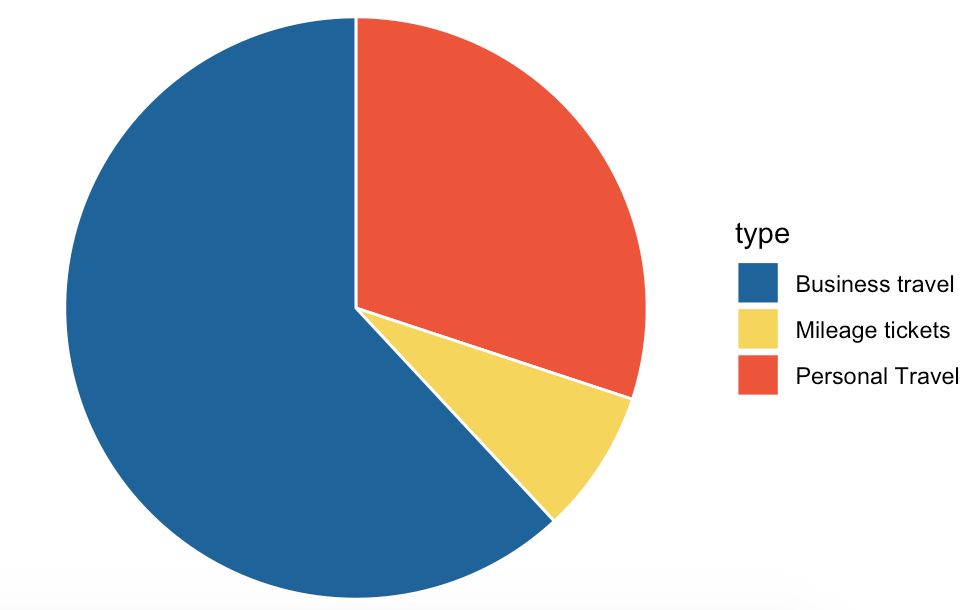 type
Business travel
Mileage tickets
Personal Travel